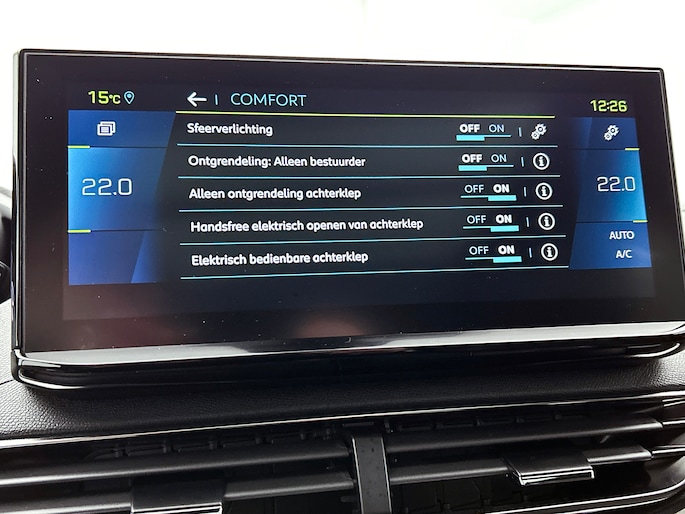 15°C
← | COMFORT
12:26
Sfeerverlichting OFF ON |
Ontgrendeling: Alleen bestuurder OFF ON | i
22.0
22.0
Alleen ontgrendeling achterklep OFF ON | i
Handsfree elektrisch openen van achterklep OFF ON | i
AUTO
Elektrisch bedienbare achterklep OFF ON | i
A/C